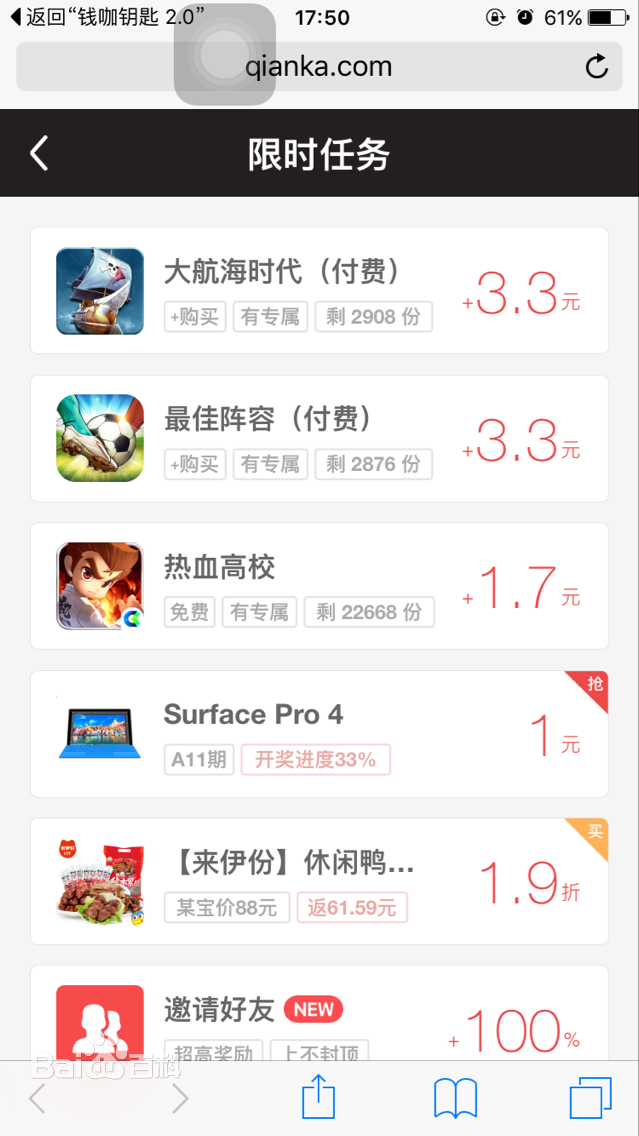 返回“钱咖钥匙 2.0”
17:50
61%
qianka.com
限时任务
大航海时代（付费）
+购买
有专属
剩 2908 份
+3.3元
最佳阵容（付费）
+购买
有专属
剩 2876 份
+3.3元
热血高校
免费
有专属
剩 22668 份
+1.7元
抢
Surface Pro 4
A11期
开奖进度33%
1元
买
【来伊份】休闲鸭...
某宝价88元
返61.59元
1.9折
邀请好友 NEW
超高奖励
上不封顶
+100%
Baidu百科